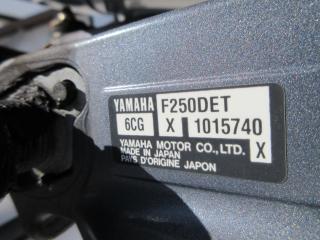 YAMAHA F250DET
6CG X 1015740
YAMAHA MOTOR CO.,LTD. X
MADE IN JAPAN
PAYS D'ORIGINE JAPON